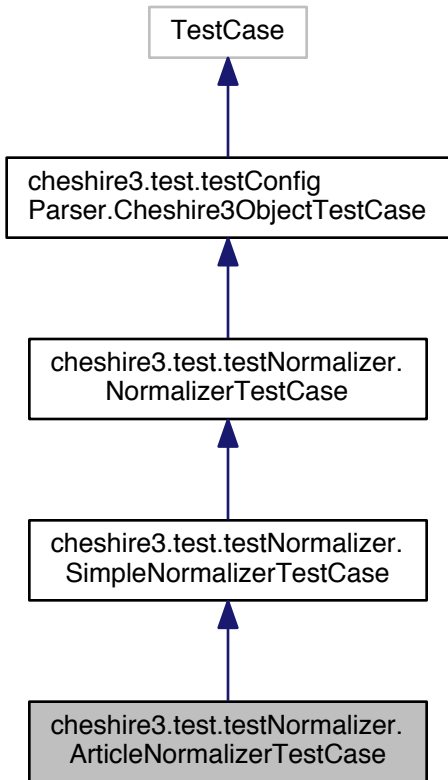 TestCase
cheshire3.test.testConfig
Parser.Cheshire3ObjectTestCase
cheshire3.test.testNormalizer.
NormalizerTestCase
cheshire3.test.testNormalizer.
SimpleNormalizerTestCase
cheshire3.test.testNormalizer.
ArticleNormalizerTestCase